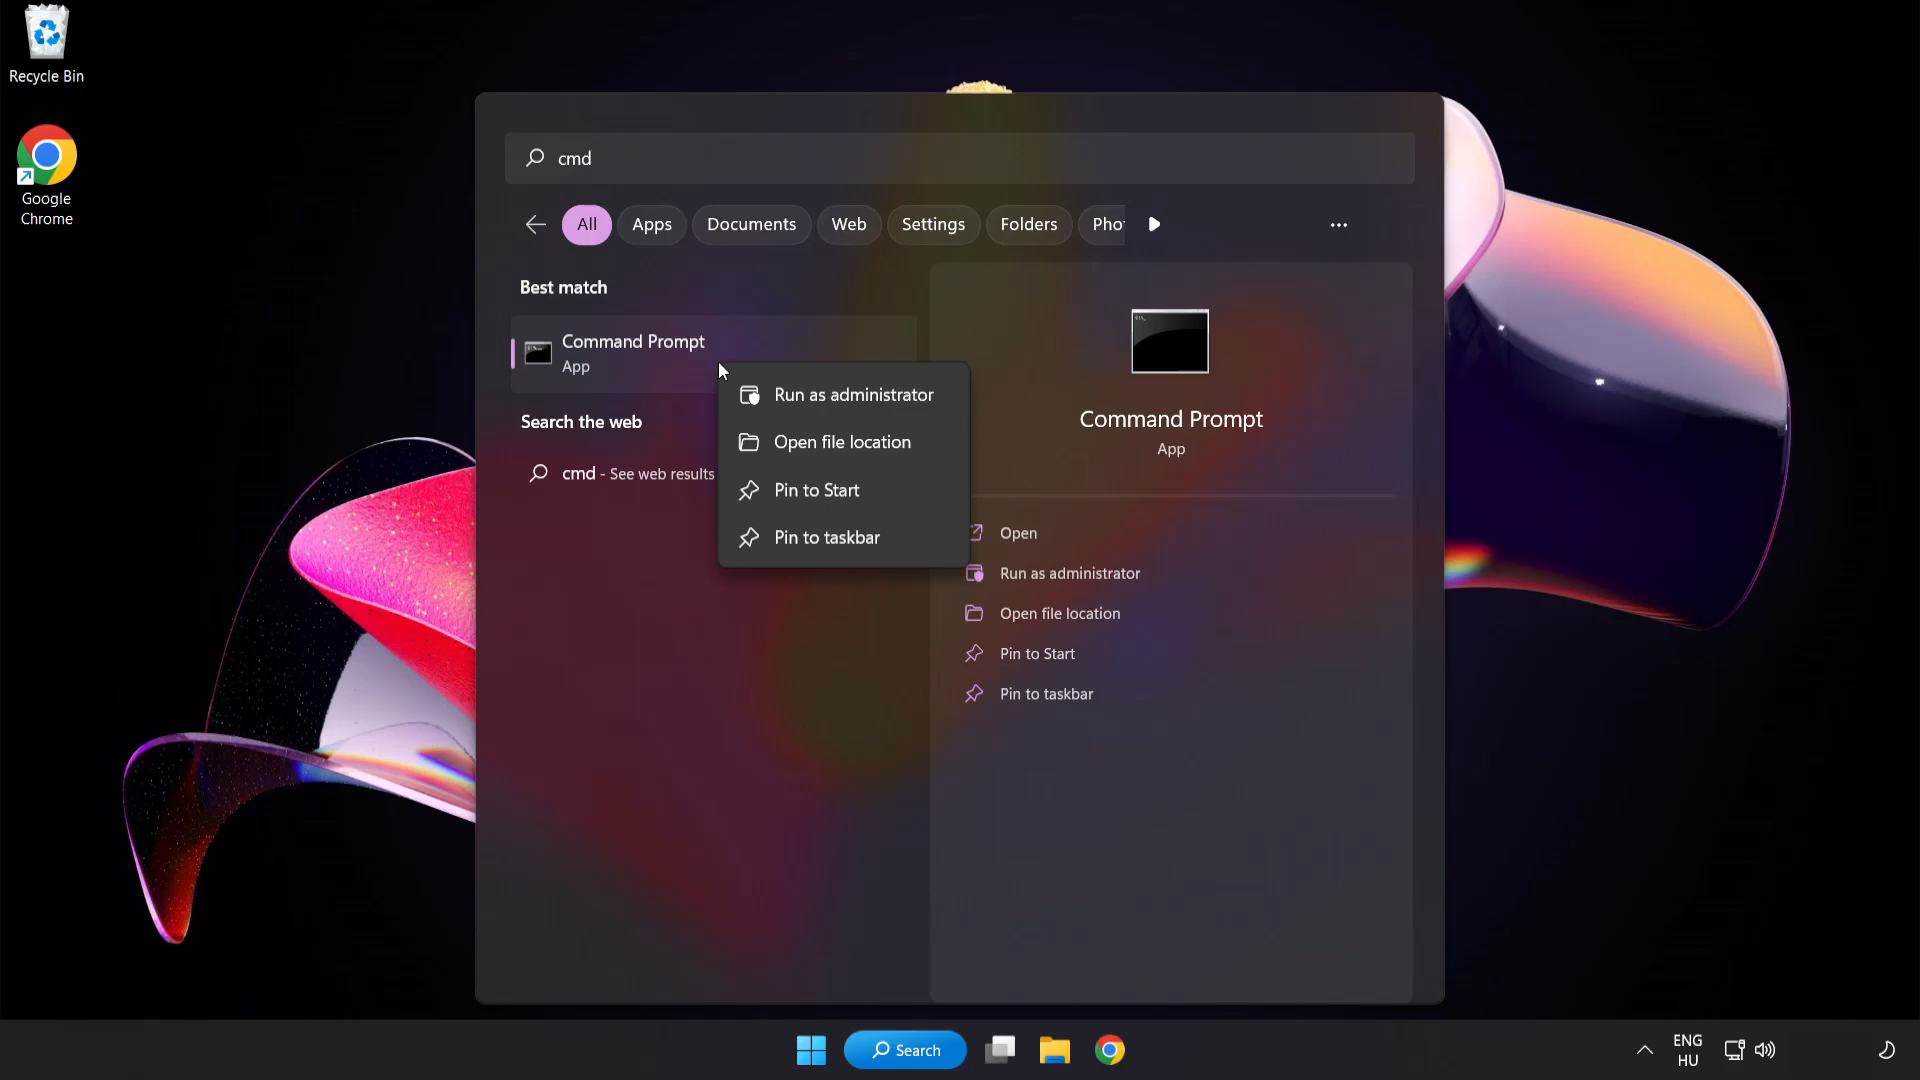 Recycle Bin
Google
Chrome
cmd
All
Apps
Documents
Web
Settings
Folders
Pho
Best match
Command Prompt
App
Search the web
cmd - See web results
Run as administrator
Open file location
Pin to Start
Pin to taskbar
Command Prompt
App
Open
Run as administrator
Open file location
Pin to Start
Pin to taskbar
Search
ENG
HU